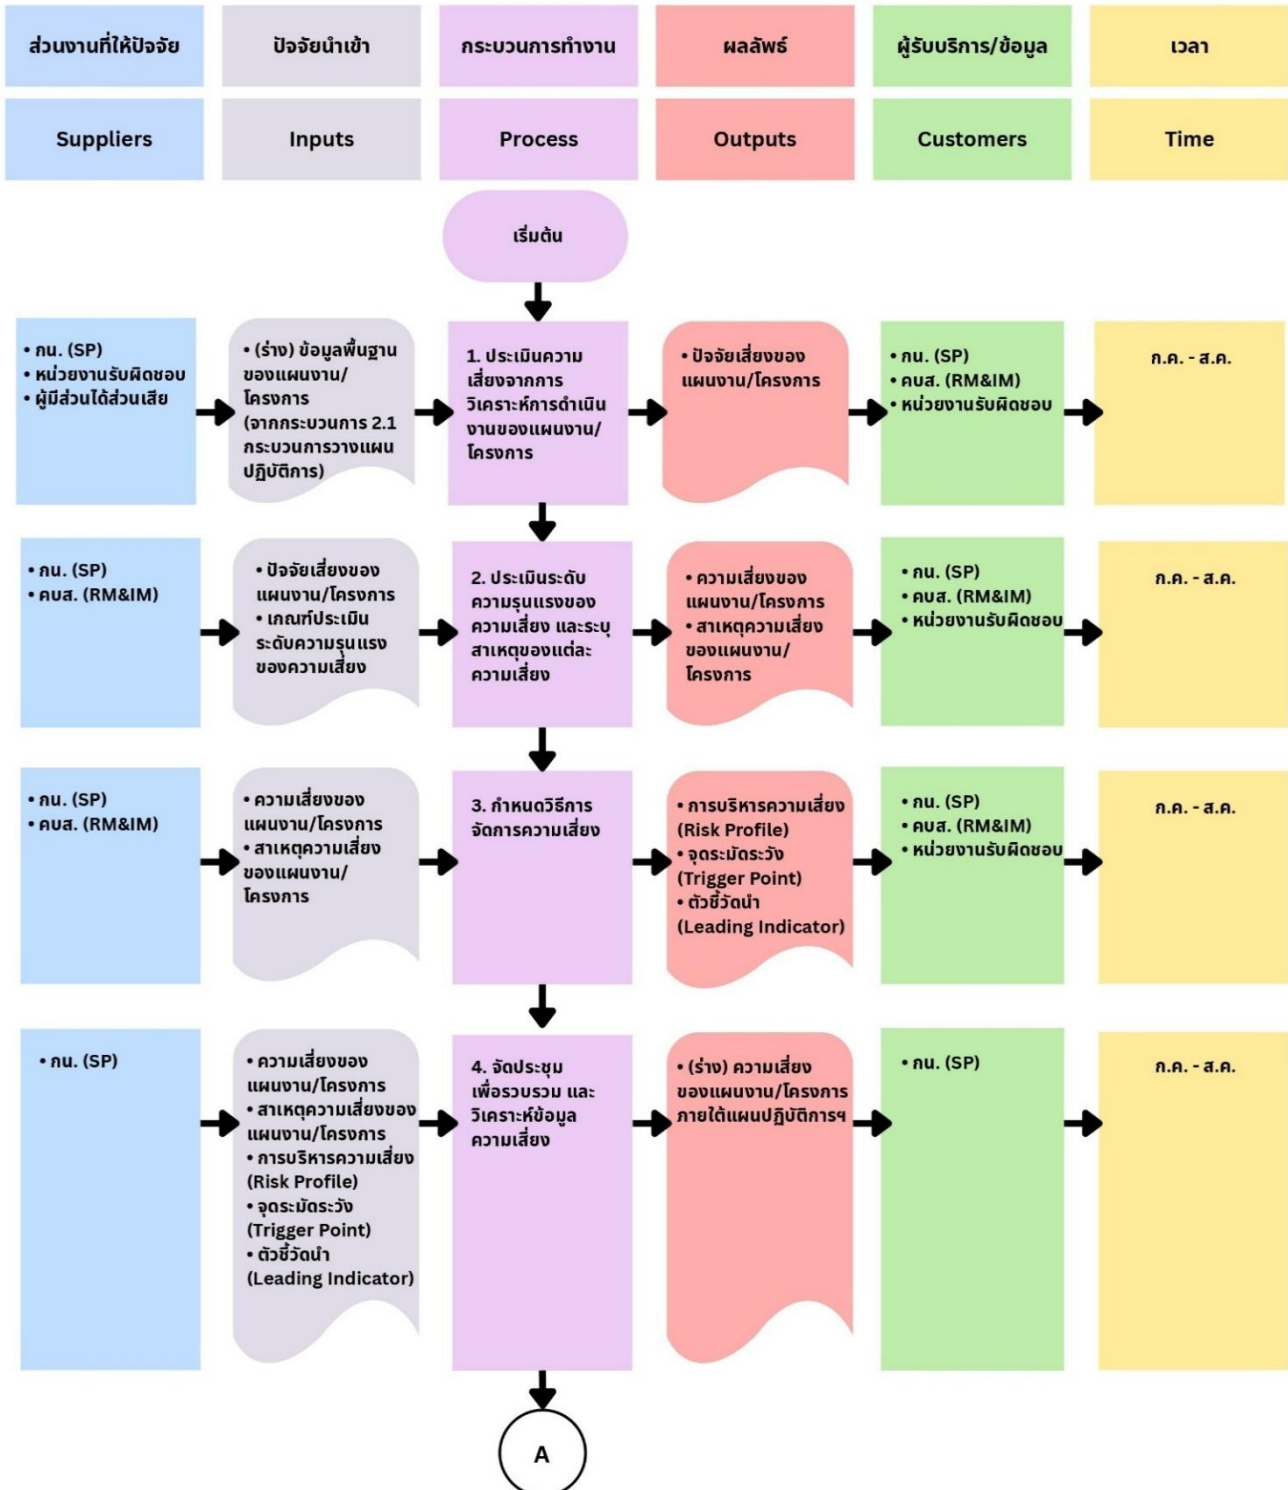 ส่วนงานที่ให้ปัจจัย
ปัจจัยนำเข้า
กระบวนการทำงาน
ผลลัพธ์
ผู้รับบริการ/ข้อมูล
เวลา
Suppliers
Inputs
Process
Outputs
Customers
Time
เริ่มต้น
• กน. (SP)
• หน่วยงานรับผิดชอบ
• ผู้มีส่วนได้ส่วนเสีย
• (ร่าง) ข้อมูลพื้นฐาน
ของแผนงาน/
โครงการ
(จากกระบวนการ 2.1
กระบวนการวางแผน
ปฏิบัติการ)
1. ประเมินความ
เสี่ยงจากการ
วิเคราะห์การดำเนิน
งานของแผนงาน/
โครงการ
• ปัจจัยเสี่ยงของ
แผนงาน/โครงการ
• กน. (SP)
• คบส. (RM&IM)
• หน่วยงานรับผิดชอบ
ก.ค. - ส.ค.
• กน. (SP)
• คบส. (RM&IM)
• ปัจจัยเสี่ยงของ
แผนงาน/โครงการ
• เกณฑ์ประเมิน
ระดับความรุนแรง
ของความเสี่ยง
2. ประเมินระดับ
ความรุนแรงของ
ความเสี่ยง และระบุ
สาเหตุของแต่ละ
ความเสี่ยง
• ความเสี่ยงของ
แผนงาน/โครงการ
• สาเหตุความเสี่ยง
ของแผนงาน/
โครงการ
• กน. (SP)
• คบส. (RM&IM)
• หน่วยงานรับผิดชอบ
ก.ค. - ส.ค.
• กน. (SP)
• คบส. (RM&IM)
• ความเสี่ยงของ
แผนงาน/โครงการ
• สาเหตุความเสี่ยง
ของแผนงาน/
โครงการ
3. กำหนดวิธีการ
จัดการความเสี่ยง
• การบริหารความเสี่ยง
(Risk Profile)
• จุดระมัดระวัง
(Trigger Point)
• ตัวชี้วัดนำ
(Leading Indicator)
• กน. (SP)
• คบส. (RM&IM)
• หน่วยงานรับผิดชอบ
ก.ค. - ส.ค.
• กน. (SP)
• ความเสี่ยงของ
แผนงาน/โครงการ
• สาเหตุความเสี่ยงของ
แผนงาน/โครงการ
• การบริหารความเสี่ยง
(Risk Profile)
• จุดระมัดระวัง
(Trigger Point)
• ตัวชี้วัดนำ
(Leading Indicator)
4. จัดประชุม
เพื่อรวบรวม และ
วิเคราะห์ข้อมูล
ความเสี่ยง
• (ร่าง) ความเสี่ยง
ของแผนงาน/โครงการ
ภายใต้แผนปฏิบัติการฯ
• กน. (SP)
ก.ค. - ส.ค.
A